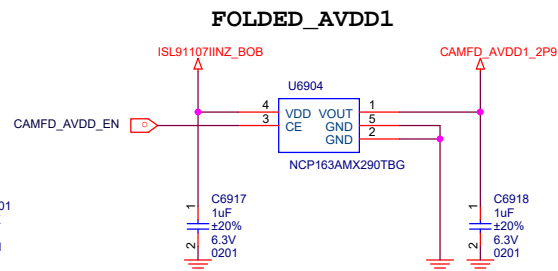 FOLDED_AVDD1
ISL91107IINZ_BOB
CAMFD_AVDD1_2P9
U6904
CAMFD_AVDD_EN
4 VDD VOUT 1
3 CE GND 5
GND 2
NCP163AMX290TBG
01
1 C6917
1uF
±20%
2 6.3V
0201
1 C6918
1uF
±20%
2 6.3V
0201